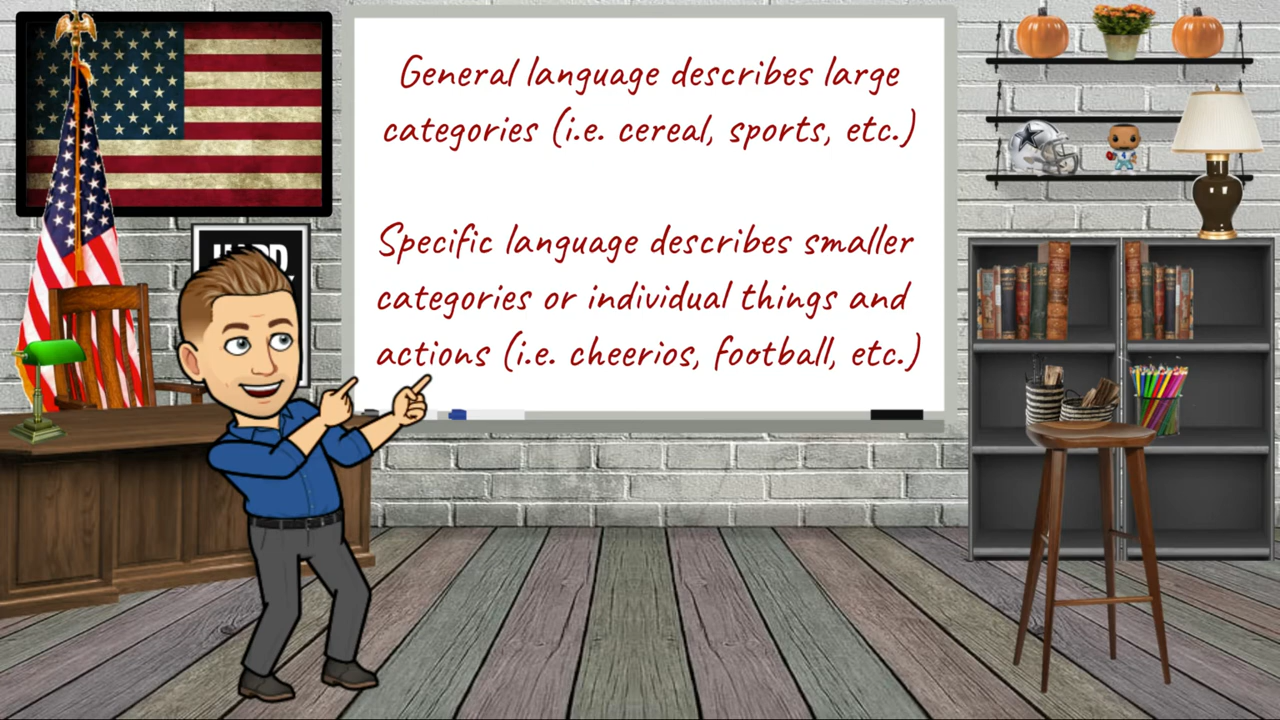 General language describes large
categories (i.e. cereal, sports, etc.)
Specific language describes smaller
categories or individual things and
actions (i.e. cheerios, football, etc.)